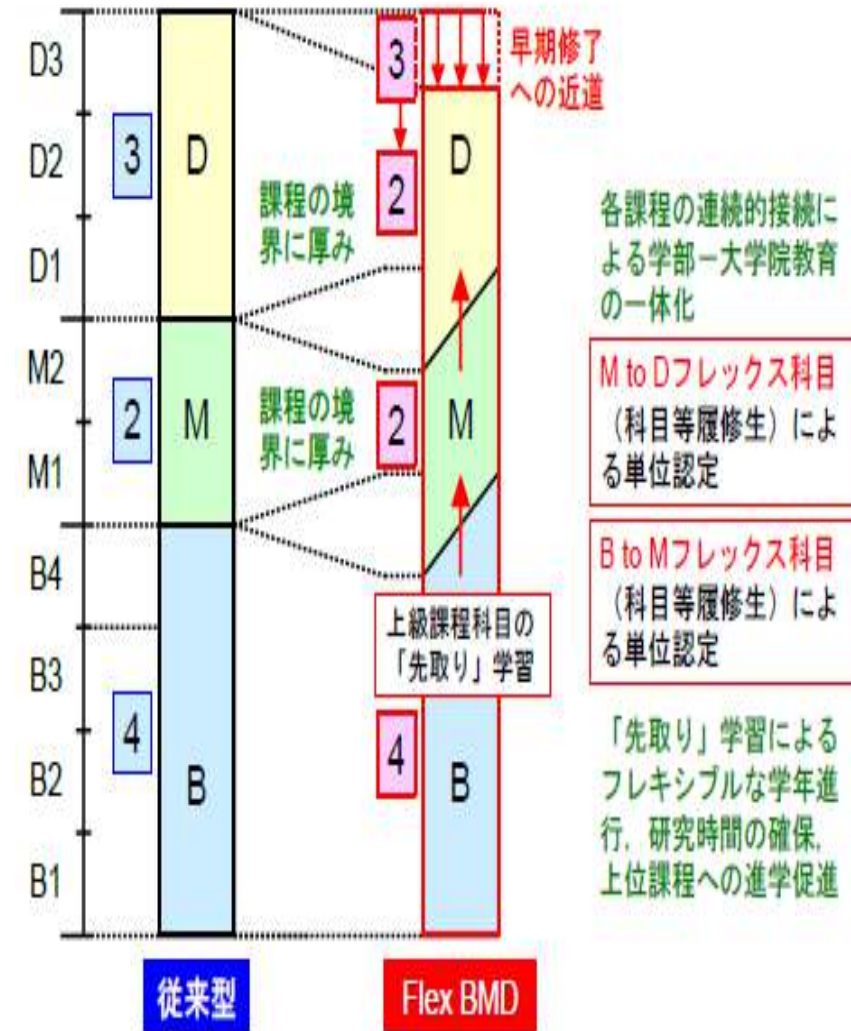 D3
D2
D1
M2
M1
B4
B3
B2
B1
3
2
4
D
M
B
従来型
課程の境
界に厚み
課程の境
界に厚み
3
2
2
4
D
M
B
上級課程科目の
「先取り」学習
Flex BMD
早期修了
への近道
各課程の連続的接続に
よる学部ー大学院教育
の一体化
M to Dフレックス科目
(科目等履修生)によ
る単位認定
B to Mフレックス科目
(科目等履修生)によ
る単位認定
「先取り」学習による
フレキシブルな学年進
行,研究時間の確保,
上位課程への進学促進